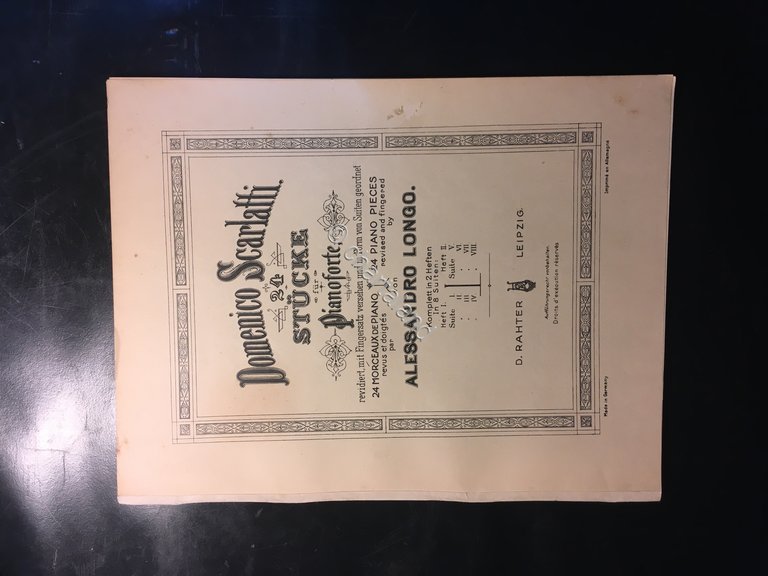 Domenico Scarlatti.
24
STÜCKE
für
Pianoforte,
revidiert, mit Fingersatz versehen und in Form von Suiten geordnet
24 MORCEAUX DE PIANO 24 PIANO PIECES
revus et doigtés revised and fingered
par von by
ALESSANDRO LONGO.
Komplett in 2 Heften
In 8 Suiten:
Heft I. Heft II.
Suite I. Suite V.
" II. " VI
" III " VII
" IV " VIII.
D. RAHTER LEIPZIG.
Aufführungsrecht vorbehalten.
Droits d'exécution réservés
Made in Germany
Imprimé en Allemagne